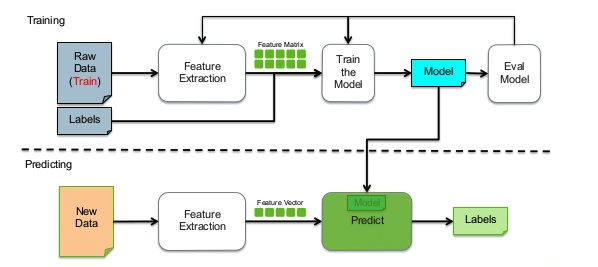 Training
Raw
Data
(Train)
Feature
Extraction
Feature Matrix
Train
the
Model
Model
Eval
Model
Labels
Predicting
New
Data
Feature
Extraction
Feature Vector
Model
Predict
Labels